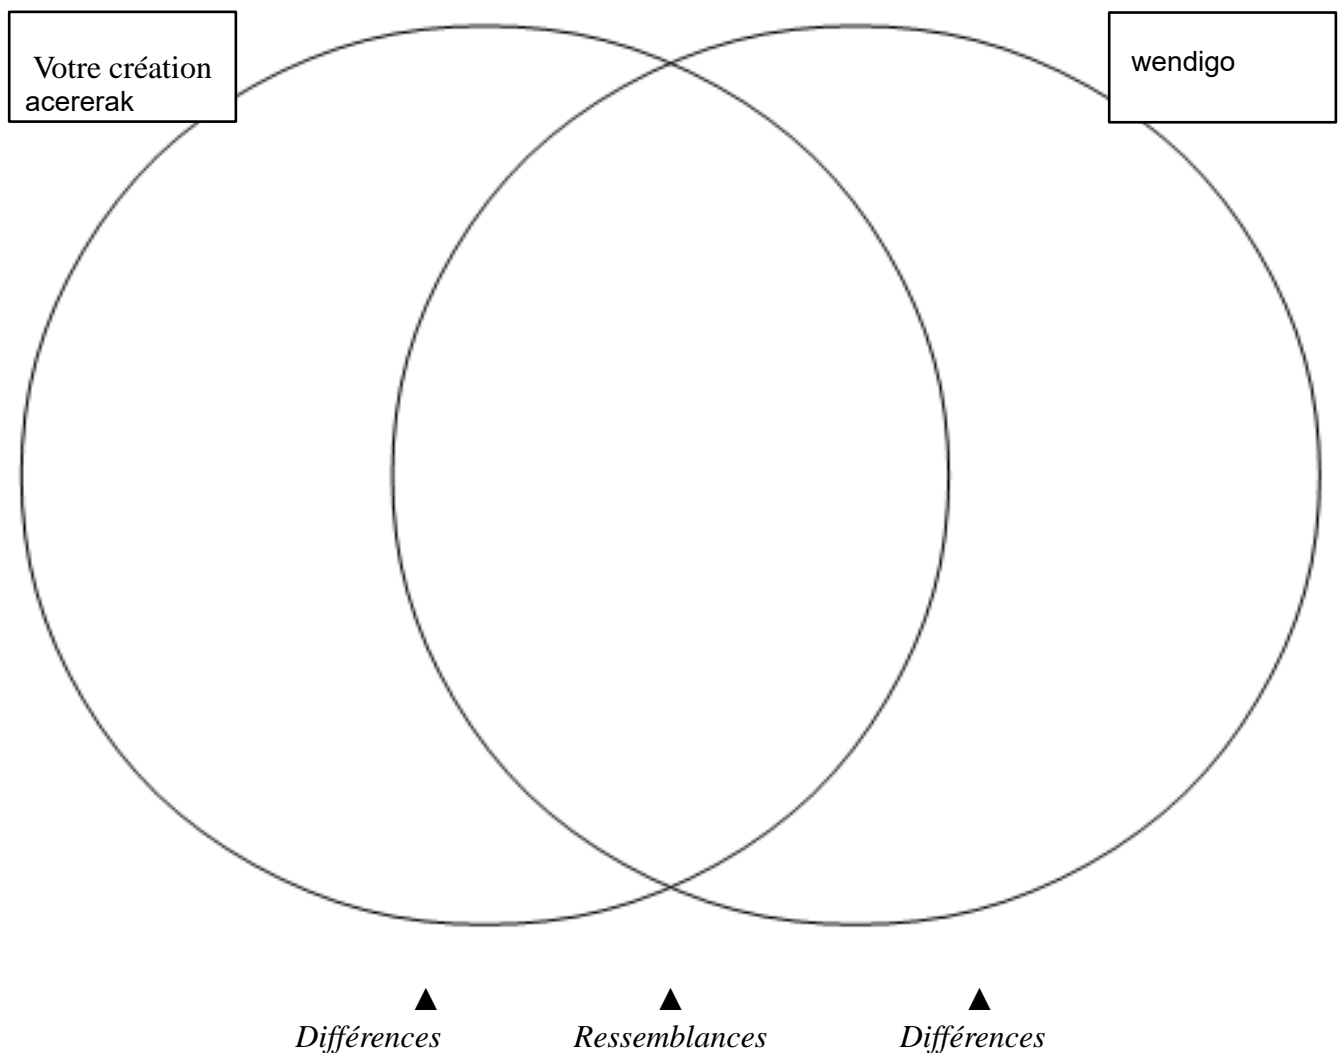 Votre création
acererak
wendigo
▲ ▲ ▲
Différences Ressemblances Différences